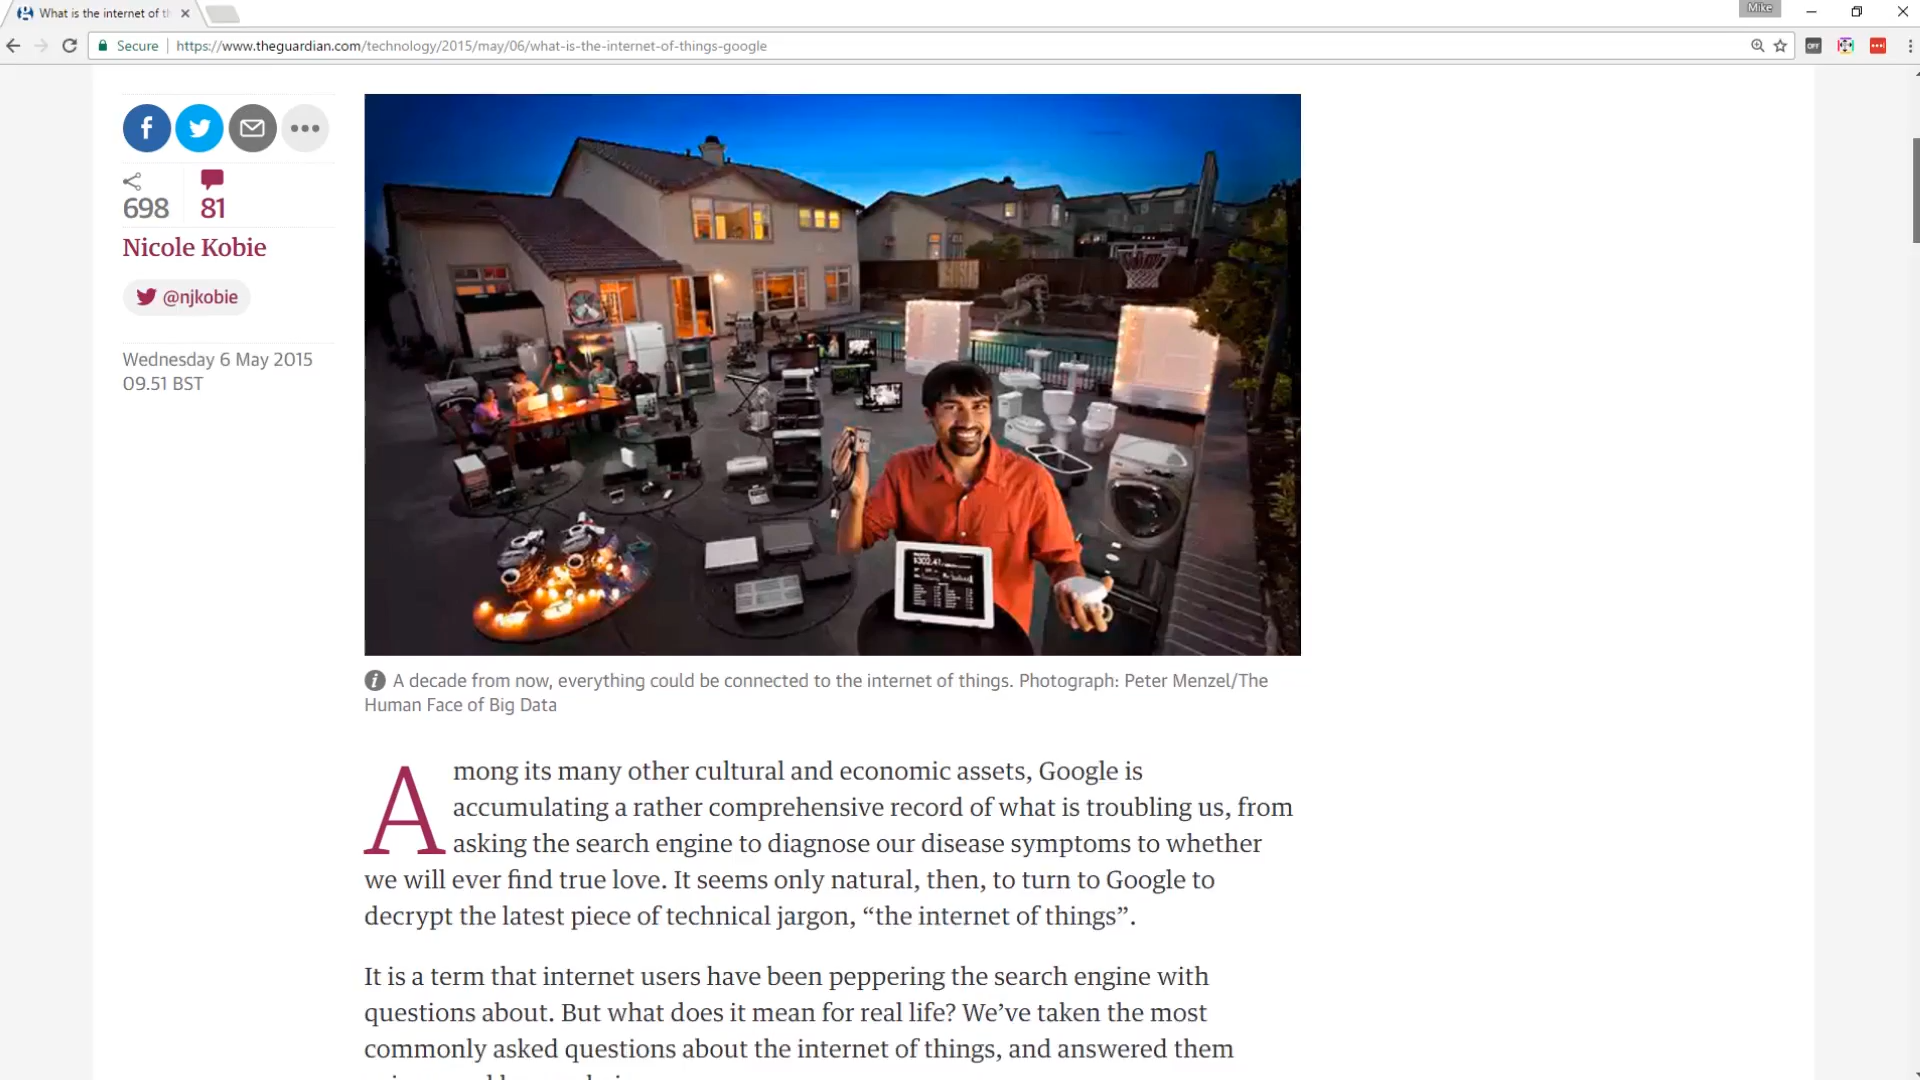 What is the internet of th
Mike
Secure
https://www.theguardian.com/technology/2015/may/06/what-is-the-internet-of-things-google
OFF
698
81
Nicole Kobie
@njkobie
Wednesday 6 May 2015
09.51 BST
$302.41
A decade from now, everything could be connected to the internet of things. Photograph: Peter Menzel/The
Human Face of Big Data
Among its many other cultural and economic assets, Google is
accumulating a rather comprehensive record of what is troubling us, from
asking the search engine to diagnose our disease symptoms to whether
we will ever find true love. It seems only natural, then, to turn to Google to
decrypt the latest piece of technical jargon, “the internet of things”.
It is a term that internet users have been peppering the search engine with
questions about. But what does it mean for real life? We’ve taken the most
commonly asked questions about the internet of things, and answered them